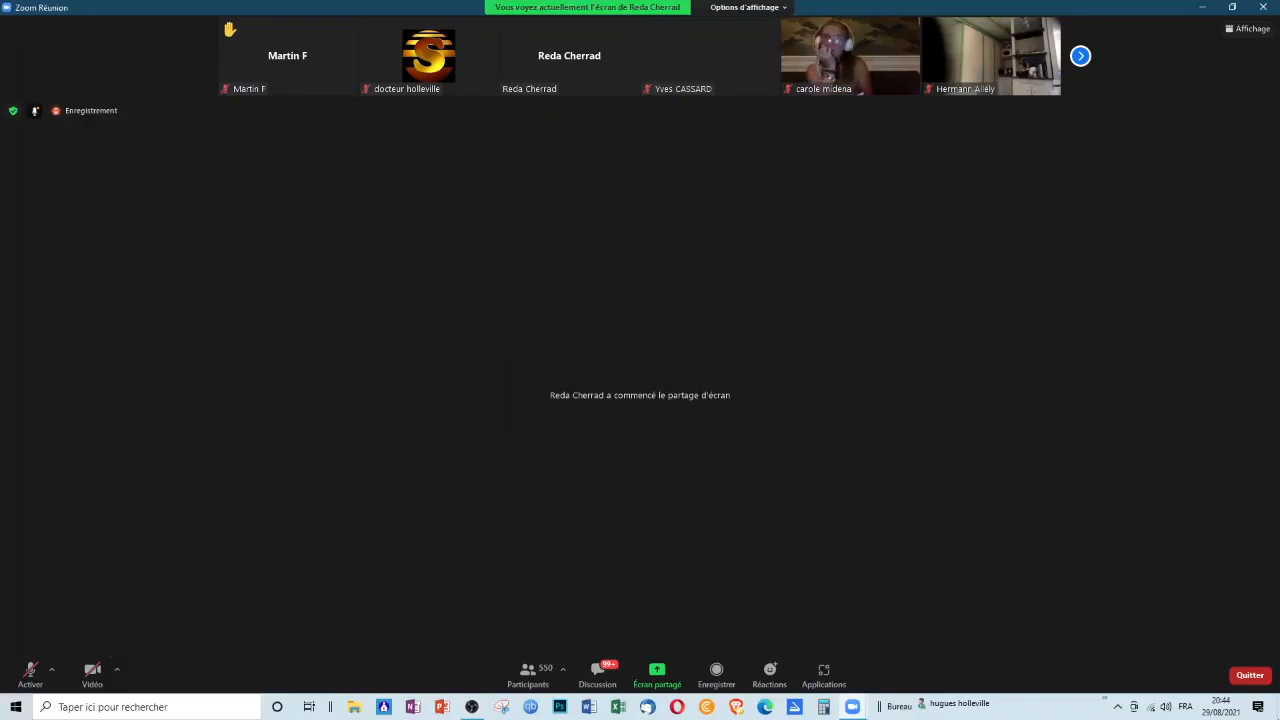 Zoom Réunion
Vous voyez actuellement l'écran de Reda Cherrad
Options d'affichage
Martin F
S
Reda Cherrad
Affichage
Martin F
docteur holleville
Reda Cherrad
Yves CASSARD
carole midena
Hermann Allély
Enregistrement
Reda Cherrad a commencé le partage d'écran
550
99+
Activer
Vidéo
Participants
Discussion
Écran partagé
Enregistrer
Réactions
Applications
Quitter
Taper ici pour rechercher
Bureau
hugues holleville
FRA
20:44
29/08/2021